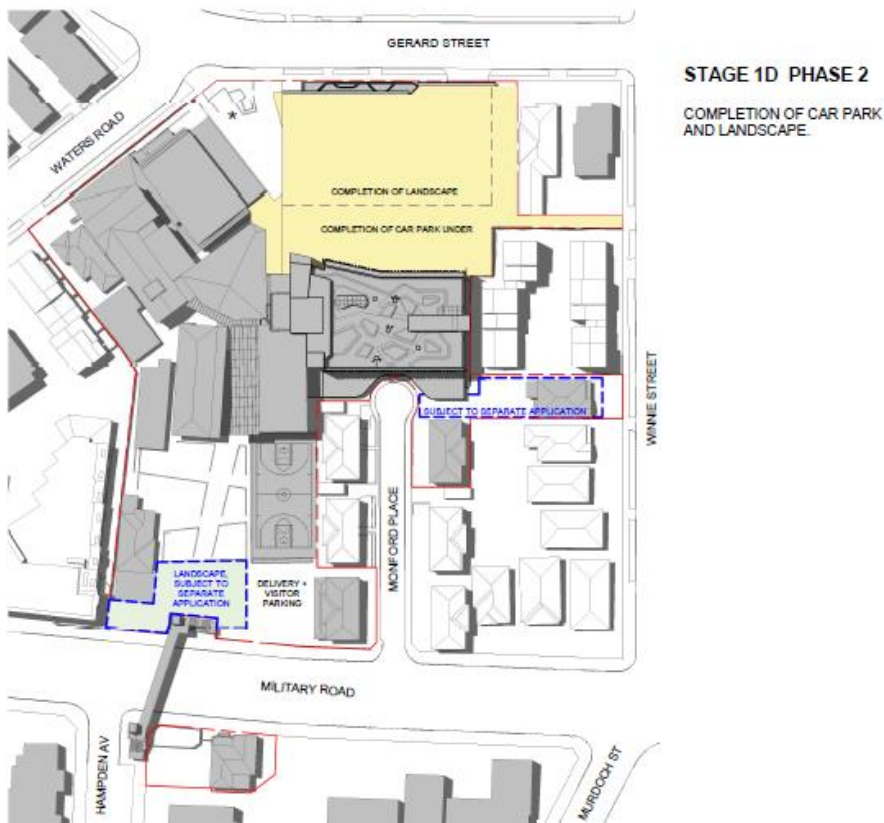 GERARD STREET
STAGE 1D PHASE 2
COMPLETION OF CAR PARK
AND LANDSCAPE.
WATERS ROAD
*
COMPLETION OF LANDSCAPE
COMPLETION OF CAR PARK UNDER
SUBJECT TO SEPARATE APPLICATION
WINNIE STREET
MONFORD PLACE
LANDSCAPE,
SUBJECT TO
SEPARATE
APPLICATION
DELIVERY +
VISITOR
PARKING
MILITARY ROAD
HAMPDEN AV
MURDOCH ST